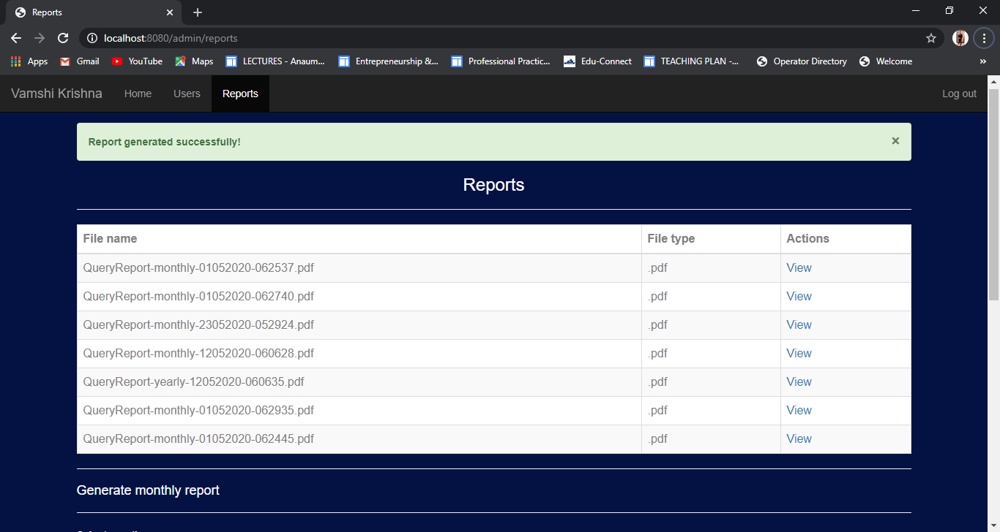 Reports
localhost:8080/admin/reports
Apps Gmail YouTube Maps LECTURES - Anaum... Entrepreneurship &... Professional Practic... Edu-Connect TEACHING PLAN -... Operator Directory Welcome »
Vamshi Krishna Home Users Reports Log out
Report generated successfully! ×
Reports
File name File type Actions
QueryReport-monthly-01052020-062537.pdf .pdf View
QueryReport-monthly-01052020-062740.pdf .pdf View
QueryReport-monthly-23052020-052924.pdf .pdf View
QueryReport-monthly-12052020-060628.pdf .pdf View
QueryReport-yearly-12052020-060635.pdf .pdf View
QueryReport-monthly-01052020-062935.pdf .pdf View
QueryReport-monthly-01052020-062445.pdf .pdf View
Generate monthly report